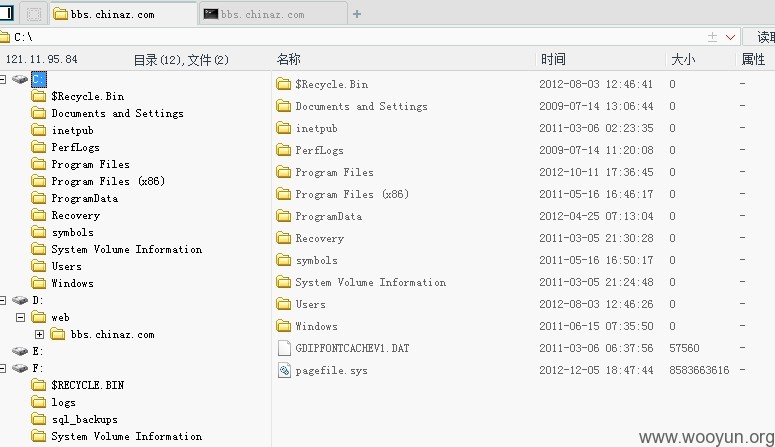 bbs.chinaz.com bbs.chinaz.com
C:\ 读取
121.11.95.84 目录(12),文件(2) 名称 时间 大小 属性
C:
$Recycle.Bin
Documents and Settings
inetpub
PerfLogs
Program Files
Program Files (x86)
ProgramData
Recovery
symbols
System Volume Information
Users
Windows
D:
web
bbs.chinaz.com
E:
F:
$RECYCLE.BIN
logs
sql_backups
System Volume Information
$Recycle.Bin 2012-08-03 12:46:41 0 -
Documents and Settings 2009-07-14 13:06:44 0 -
inetpub 2011-03-06 02:23:35 0 -
PerfLogs 2009-07-14 11:20:08 0 -
Program Files 2012-10-11 17:36:45 0 -
Program Files (x86) 2011-05-16 16:46:17 0 -
ProgramData 2012-04-25 07:13:04 0 -
Recovery 2011-03-05 21:30:28 0 -
symbols 2011-05-16 16:50:17 0 -
System Volume Information 2011-03-05 21:24:48 0 -
Users 2012-08-03 12:46:26 0 -
Windows 2011-06-15 07:35:50 0 -
GDIPFONTCACHEV1.DAT 2011-03-06 06:37:56 57560 -
pagefile.sys 2012-12-05 18:47:44 8583663616 -
www.wooyun.org